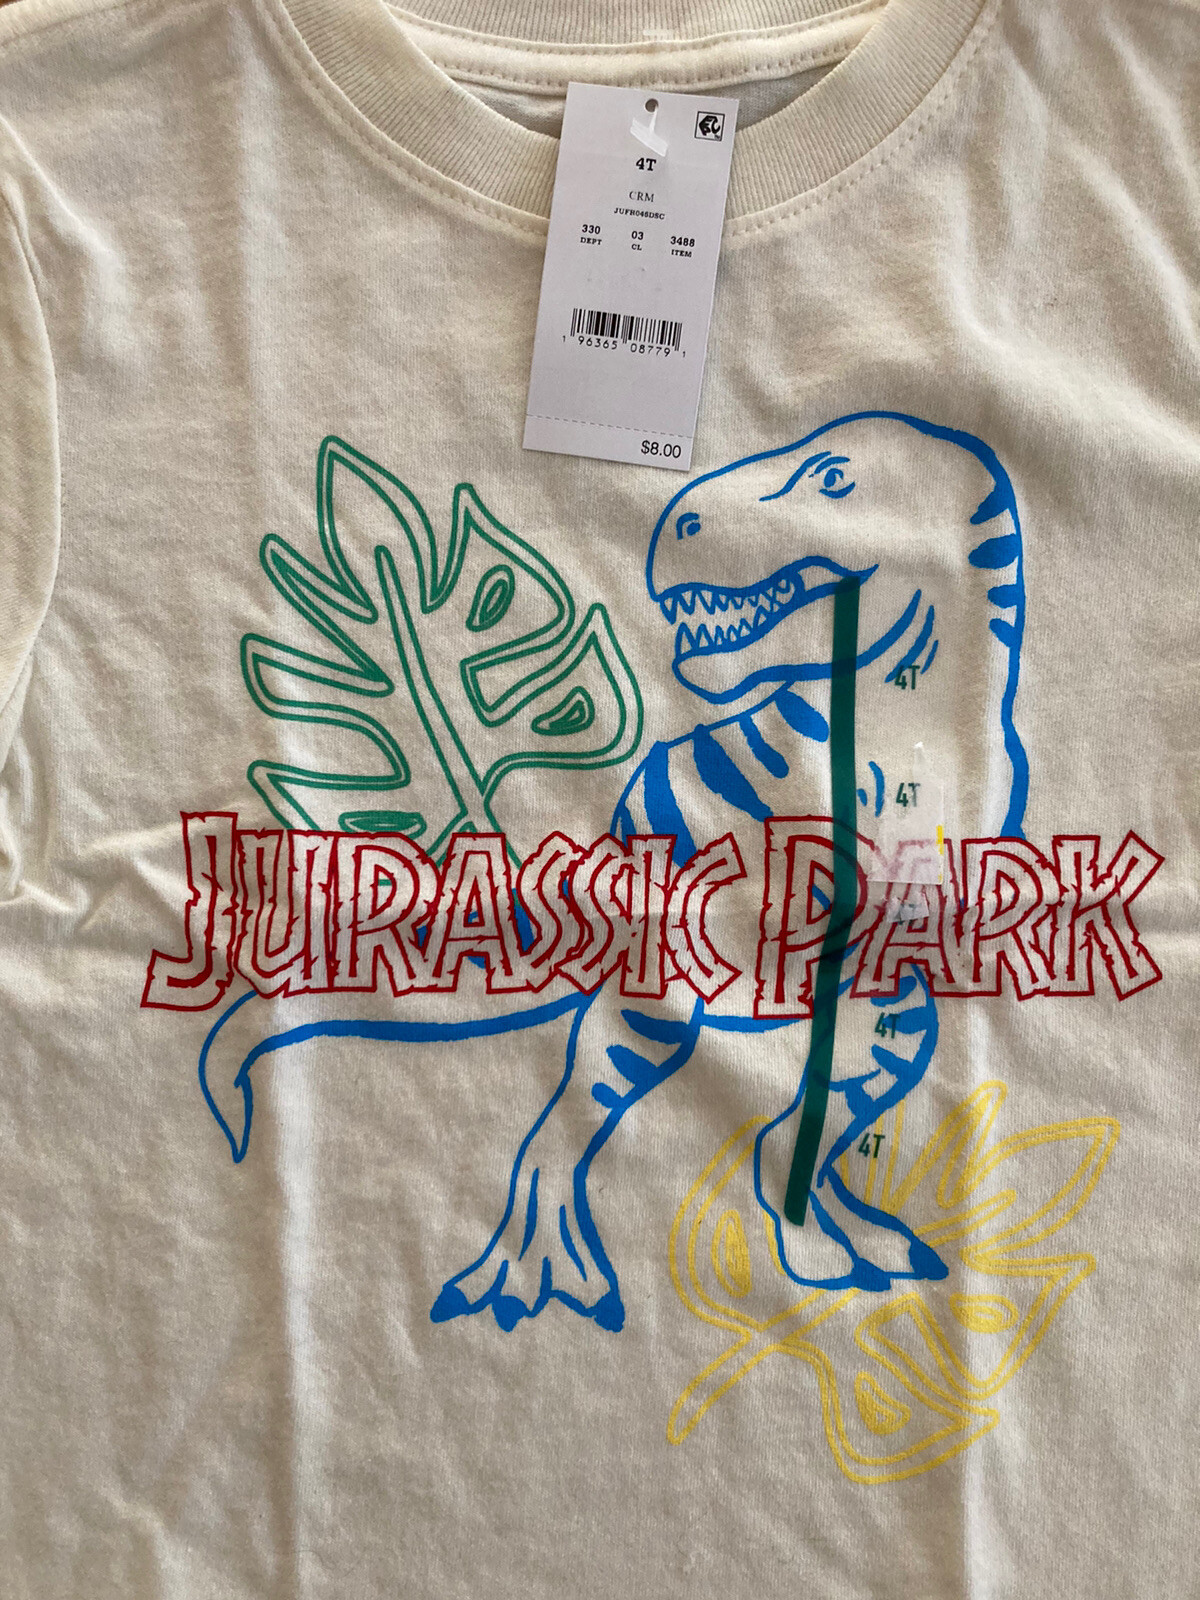 4T
CRM
JUFH046DSC
330 03 3488
DEPT CL ITEM
1 96365 08779 1
$8.00
4T
4T
JURASSIC PARK
4T
4T